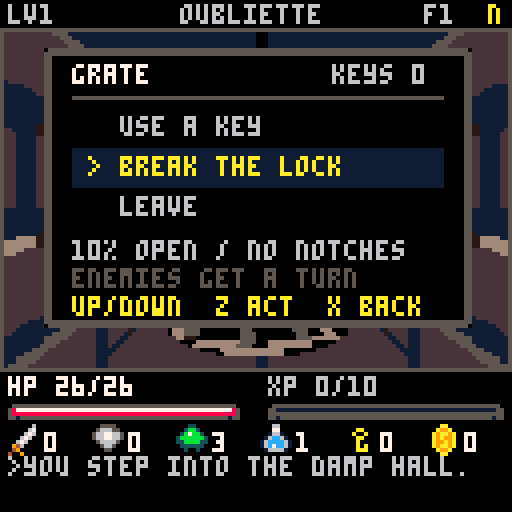 LV1 OUBLIETTE F1 N
GRATE KEYS 0
USE A KEY
> BREAK THE LOCK
LEAVE
10% OPEN / NO NOTCHES
ENEMIES GET A TURN
UP/DOWN Z ACT X BACK
HP 26/26 XP 0/10
0 0 3 1 0 0
>YOU STEP INTO THE DAMP HALL.